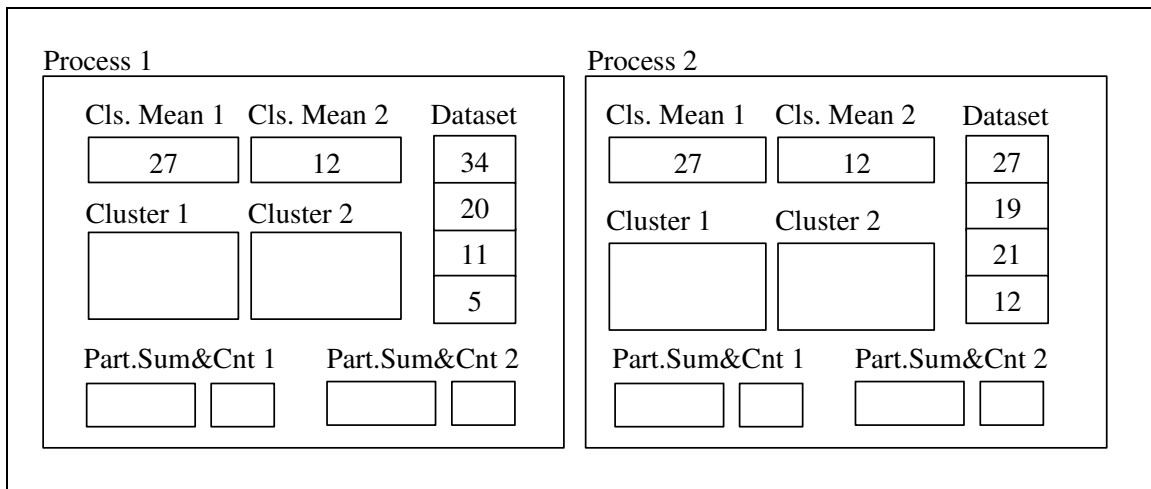 Process 1
Cls. Mean 1 Cls. Mean 2 Dataset
27 12 34
20
Cluster 1 Cluster 2
11
5
Part.Sum&Cnt 1 Part.Sum&Cnt 2
Process 2
Cls. Mean 1 Cls. Mean 2 Dataset
27 12 27
19
Cluster 1 Cluster 2
21
12
Part.Sum&Cnt 1 Part.Sum&Cnt 2